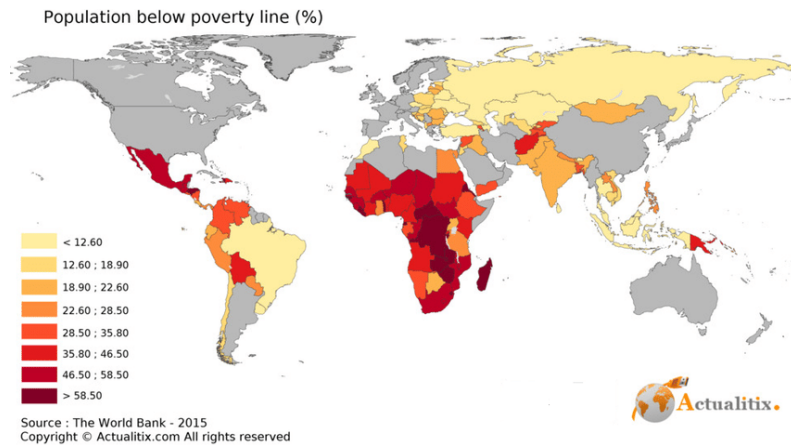 Population below poverty line (%)
< 12.60
12.60 ; 18.90
18.90 ; 22.60
22.60 ; 28.50
28.50 ; 35.80
35.80 ; 46.50
46.50 ; 58.50
> 58.50
Actualitix.
Source : The World Bank - 2015
Copyright © Actualitix.com All rights reserved